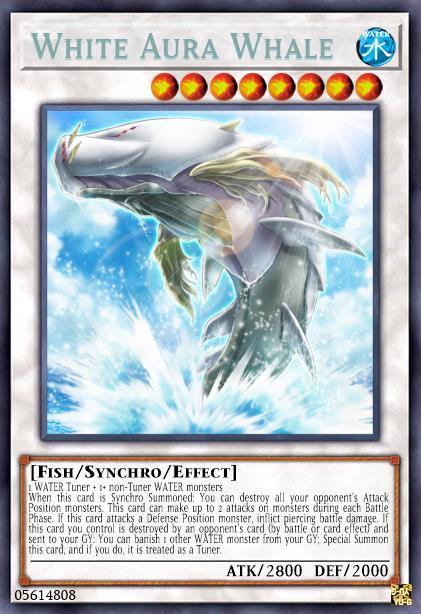 WHITE AURA WHALE
WATER
水
[FISH/SYNCHRO/EFFECT]
1 WATER Tuner + 1+ non-Tuner WATER monsters
When this card is Synchro Summoned: You can destroy all your opponent's Attack
Position monsters. This card can make up to 2 attacks on monsters during each Battle
Phase. If this card attacks a Defense Position monster, inflict piercing battle damage. If
this card you control is destroyed by an opponent's card (by battle or card effect) and
sent to your GY: You can banish 1 other WATER monster from your GY; Special Summon
this card, and if you do, it is treated as a Tuner.
ATK/2800 DEF/2000
05614808